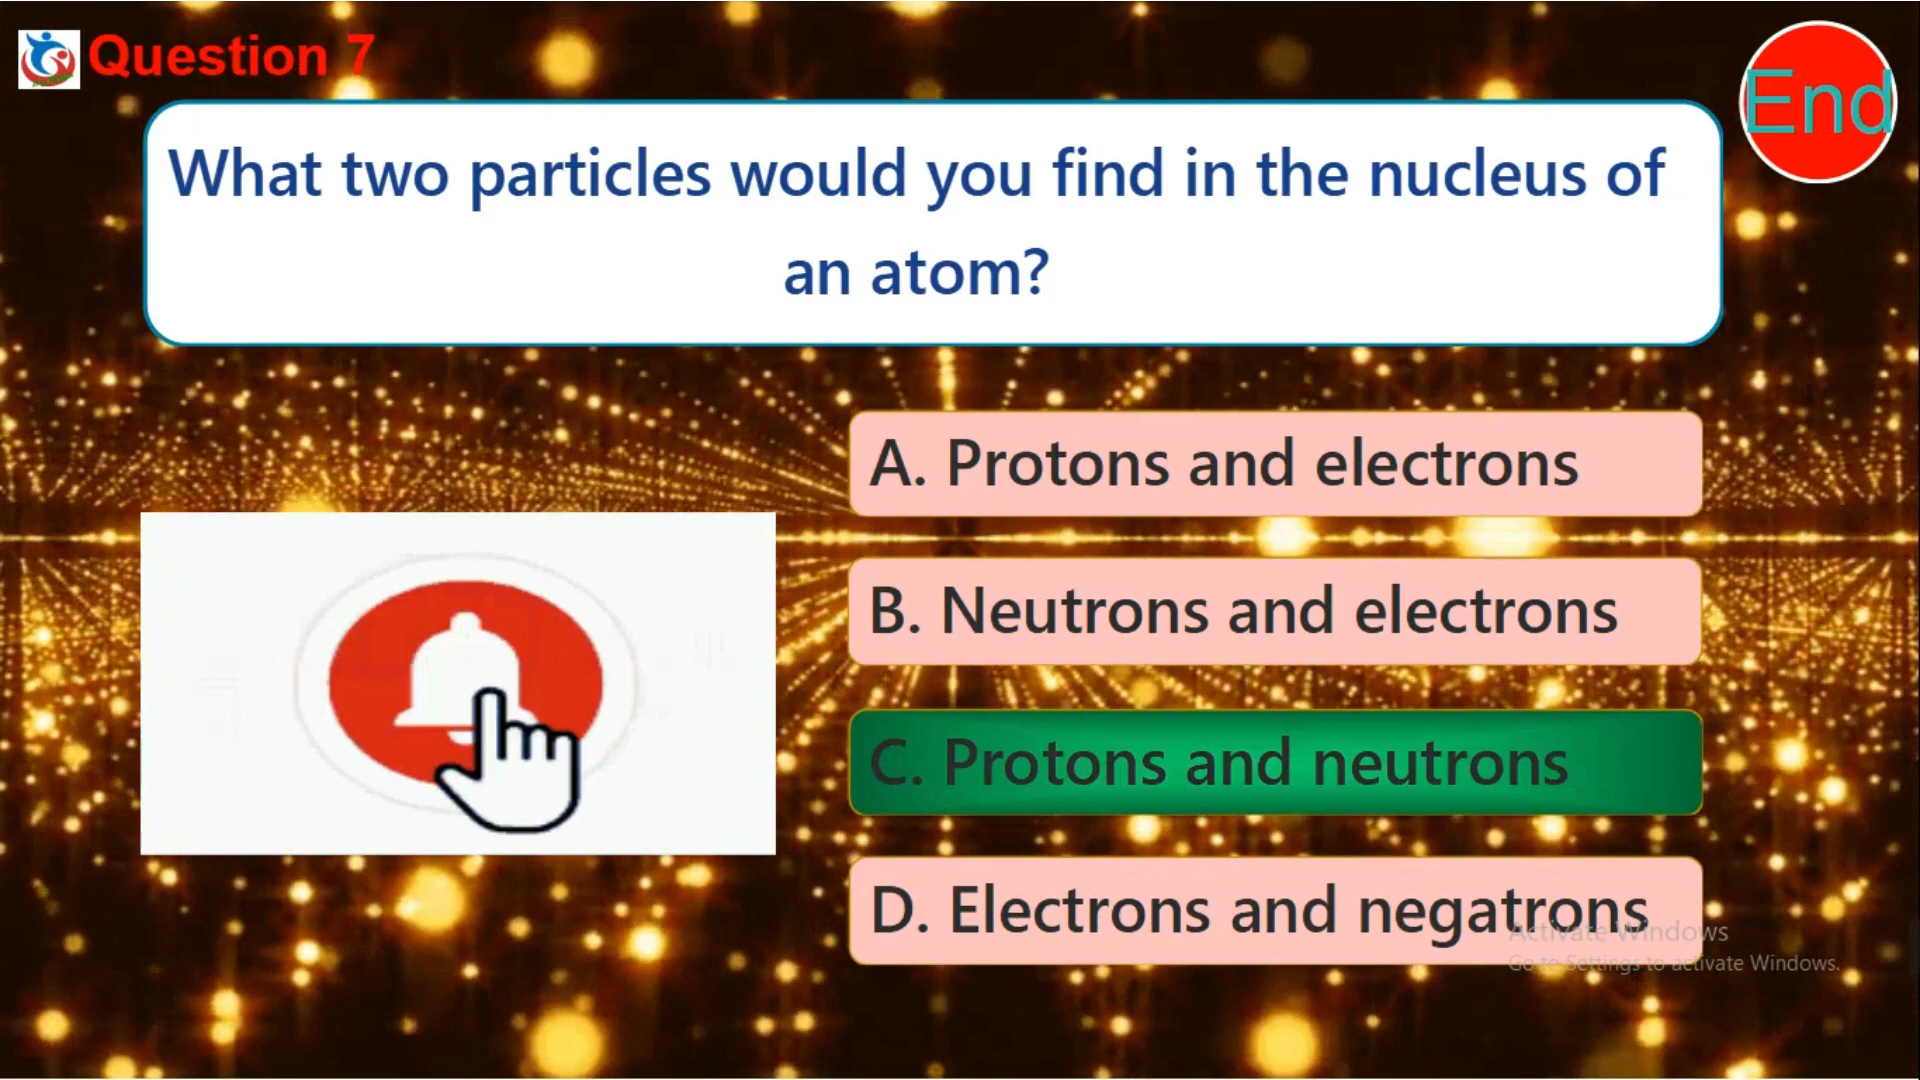 Question 7
End
What two particles would you find in the nucleus of
an atom?
A. Protons and electrons
B. Neutrons and electrons
C. Protons and neutrons
D. Electrons and negatrons
Activate Windows
Go to Settings to activate Windows.